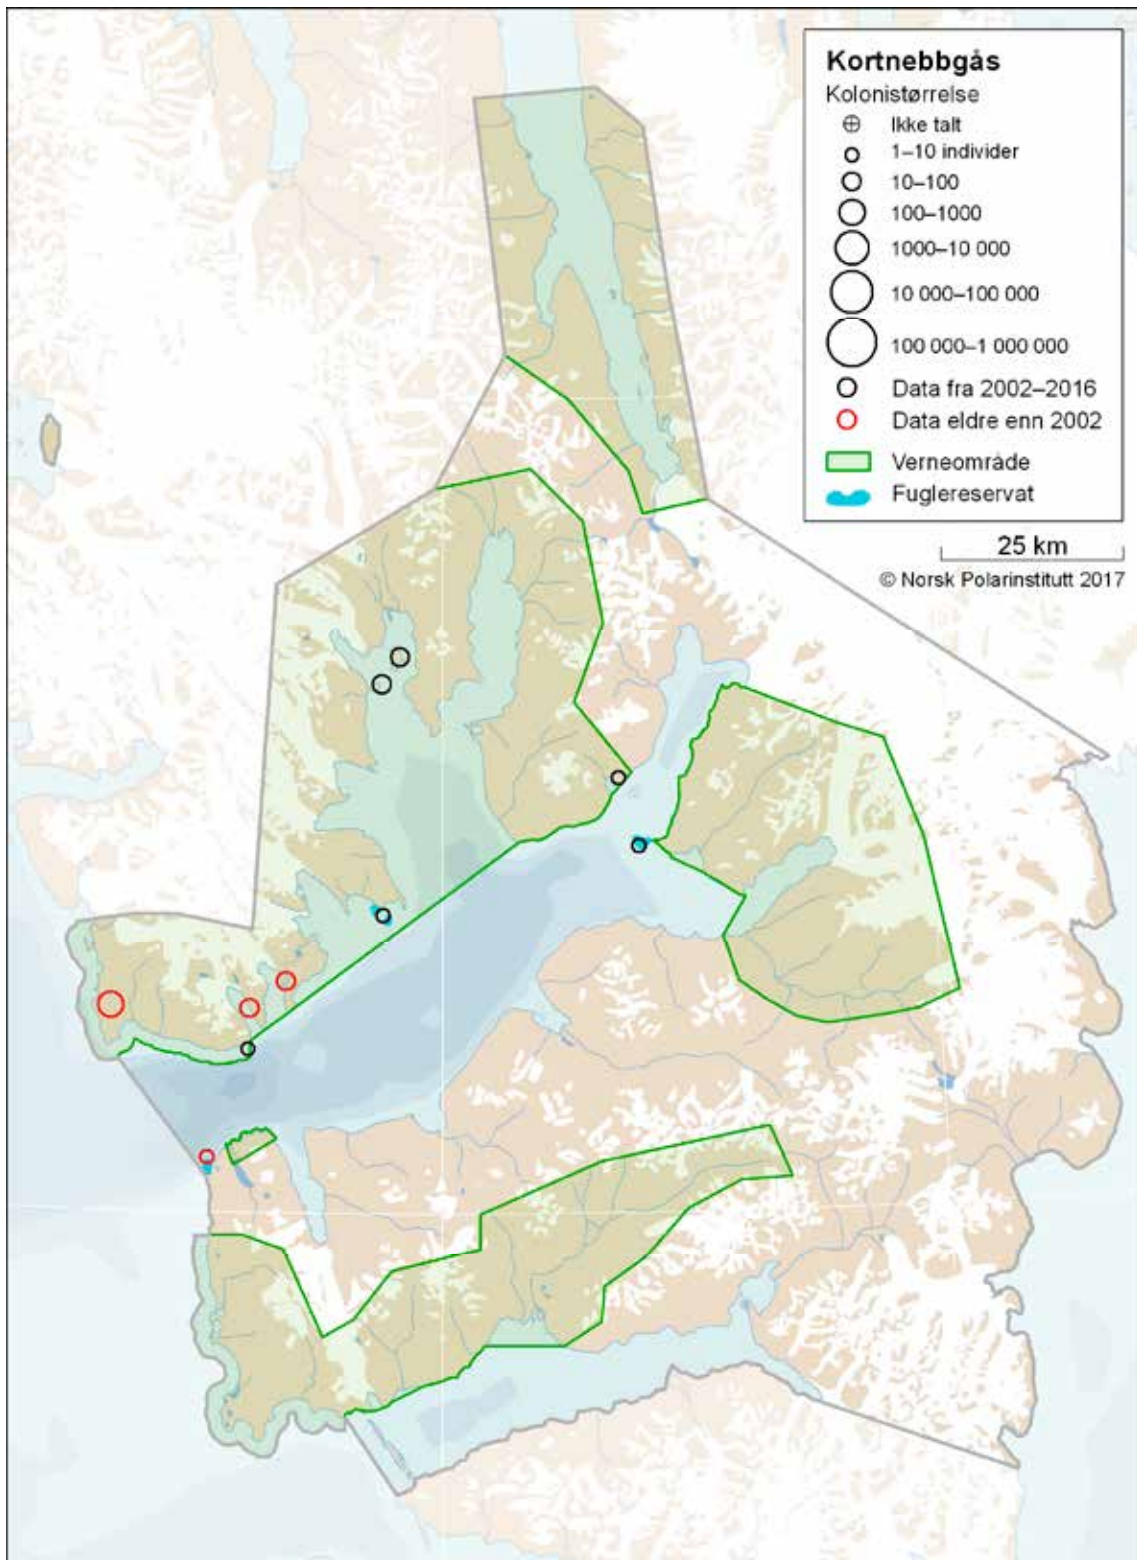 Kortnebbgås
Kolonistørrelse
Ikke talt
1–10 individer
10–100
100–1000
1000–10 000
10 000–100 000
100 000–1 000 000
Data fra 2002–2016
Data eldre enn 2002
Verneområde
Fuglereservat
25 km
© Norsk Polarinstitutt 2017